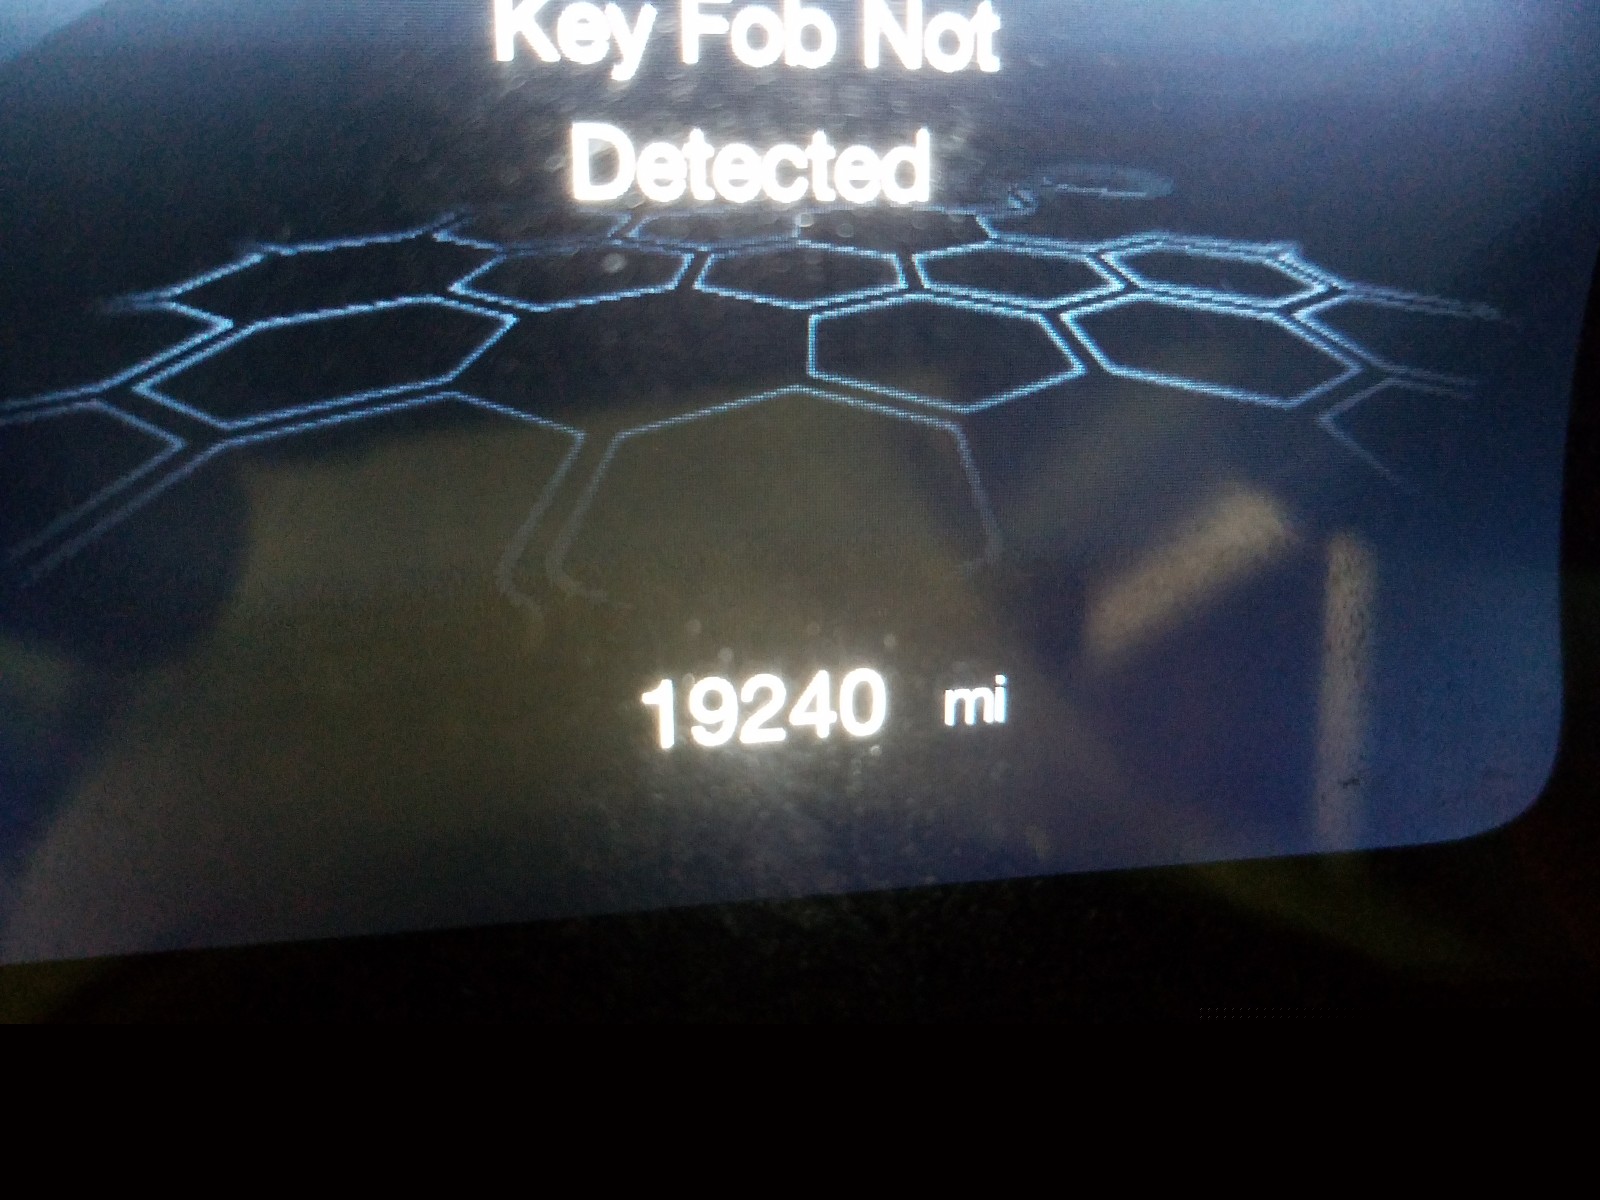 Key Fob Not
Detected
19240 mi